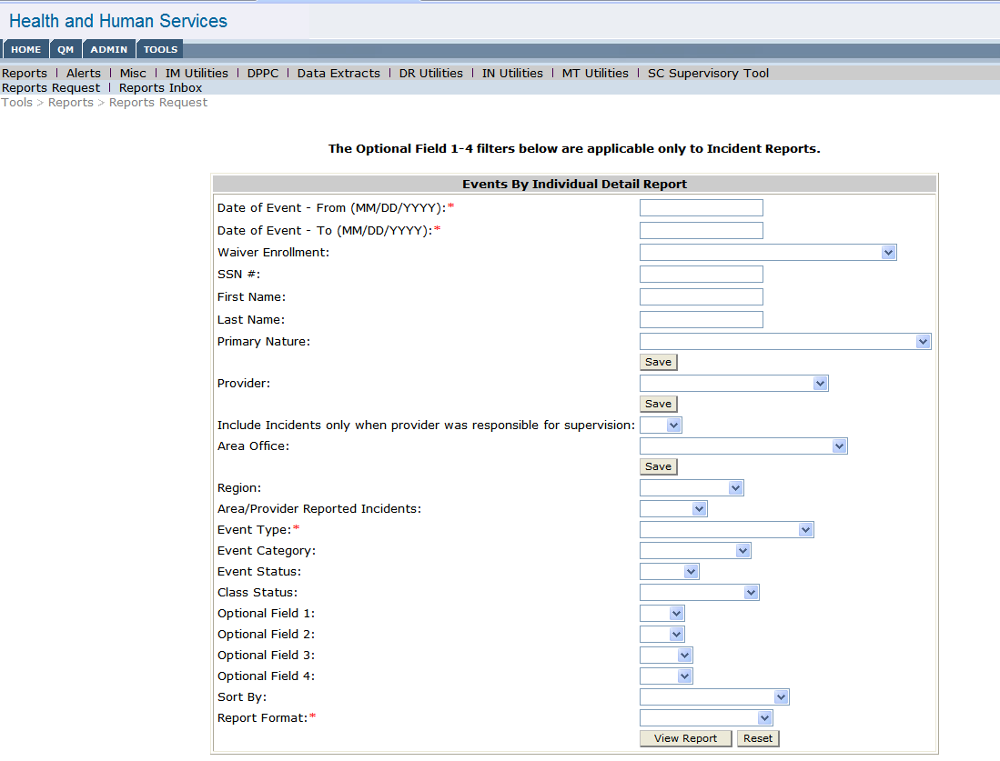 Health and Human Services
HOME QM ADMIN TOOLS
Reports | Alerts | Misc | IM Utilities | DPPC | Data Extracts | DR Utilities | IN Utilities | MT Utilities | SC Supervisory Tool
Reports Request | Reports Inbox
Tools > Reports > Reports Request
The Optional Field 1-4 filters below are applicable only to Incident Reports.
Events By Individual Detail Report
Date of Event - From (MM/DD/YYYY):*
Date of Event - To (MM/DD/YYYY):*
Waiver Enrollment:
SSN #:
First Name:
Last Name:
Primary Nature:
Save
Provider:
Save
Include Incidents only when provider was responsible for supervision:
Area Office:
Save
Region:
Area/Provider Reported Incidents:
Event Type:*
Event Category:
Event Status:
Class Status:
Optional Field 1:
Optional Field 2:
Optional Field 3:
Optional Field 4:
Sort By:
Report Format:*
View Report Reset